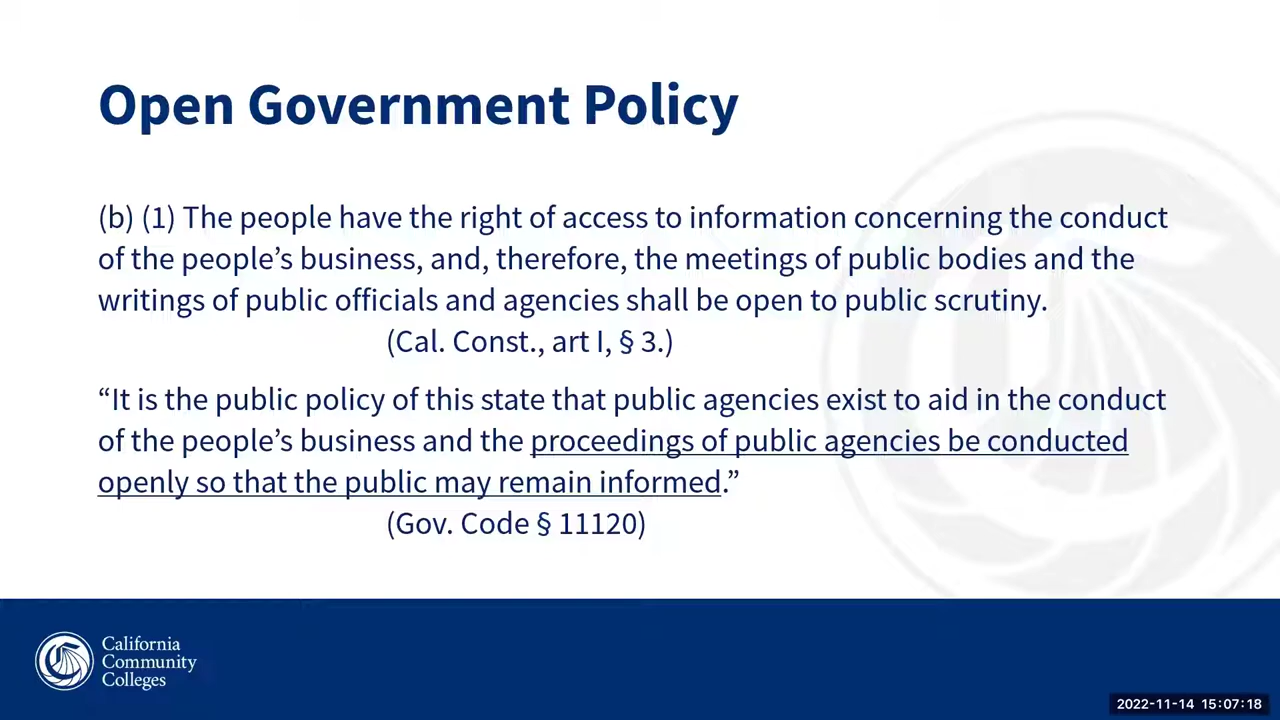 Open Government Policy
(b) (1) The people have the right of access to information concerning the conduct
of the people’s business, and, therefore, the meetings of public bodies and the
writings of public officials and agencies shall be open to public scrutiny.
(Cal. Const., art I, § 3.)
“It is the public policy of this state that public agencies exist to aid in the conduct
of the people’s business and the proceedings of public agencies be conducted
openly so that the public may remain informed.”
(Gov. Code § 11120)
California
Community
Colleges
2022-11-14 15:07:18